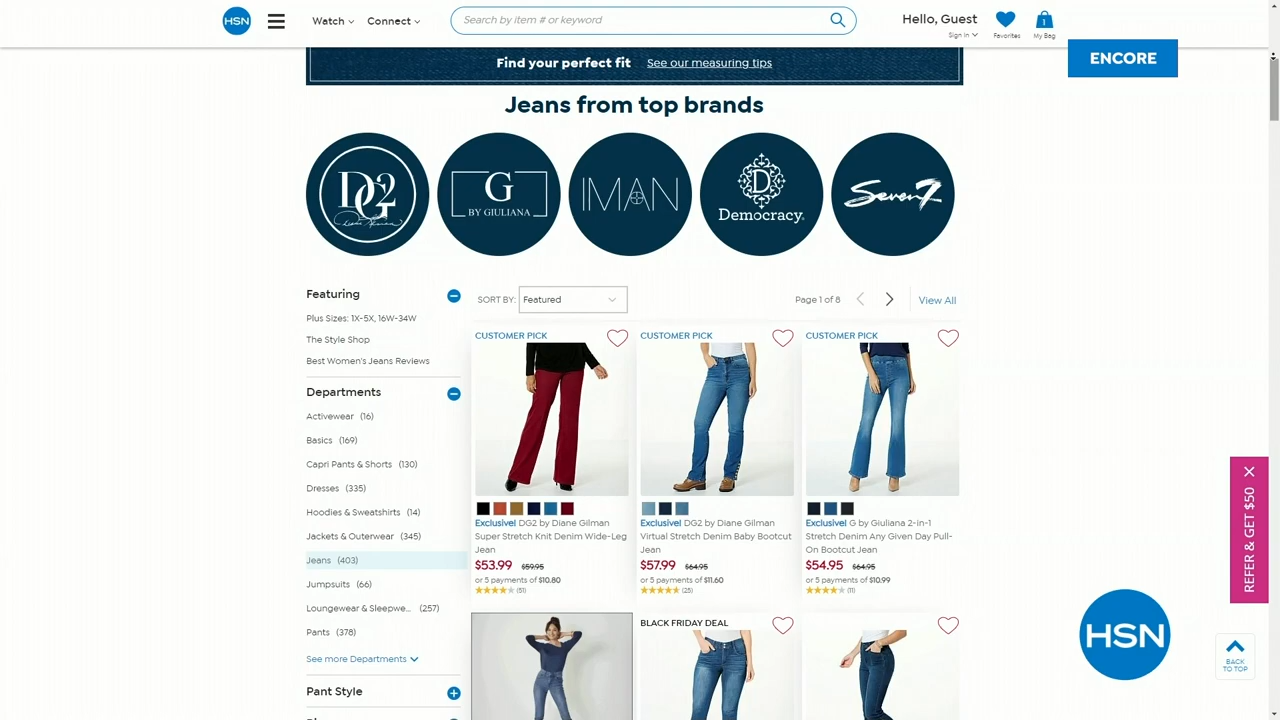 HSN
Watch
Connect
Search by item # or keyword
Hello, Guest
Sign in
Favorites
1
My Bag
ENCORE
Find your perfect fit
See our measuring tips
Jeans from top brands
DG2
G
BY GIULIANA
IMAN
D
Democracy
Seven7
Featuring
Plus Sizes: 1X-5X, 16W-34W
The Style Shop
Best Women's Jeans Reviews
Departments
Activewear (16)
Basics (169)
Capri Pants & Shorts (130)
Dresses (335)
Hoodies & Sweatshirts (14)
Jackets & Outerwear (345)
Jeans (403)
Jumpsuits (66)
Loungewear & Sleepwe... (257)
Pants (378)
See more Departments
Pant Style
SORT BY: Featured
Page 1 of 8
View All
CUSTOMER PICK
Exclusive! DG2 by Diane Gilman
Super Stretch Knit Denim Wide-Leg
Jean
$53.99 $59.95
or 5 payments of $10.80
(51)
CUSTOMER PICK
Exclusive! DG2 by Diane Gilman
Virtual Stretch Denim Baby Bootcut
Jean
$57.99 $64.95
or 5 payments of $11.60
(25)
CUSTOMER PICK
Exclusive! G by Giuliana 2-in-1
Stretch Denim Any Given Day Pull-
On Bootcut Jean
$54.95 $64.95
or 5 payments of $10.99
(11)
BLACK FRIDAY DEAL
REFER & GET $50
HSN
BACK
TO TOP